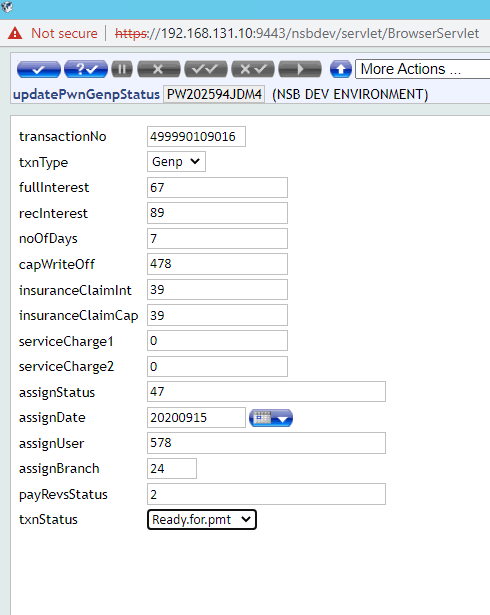 Not secure https://192.168.131.10:9443/nsbdev/servlet/BrowserServlet
More Actions ...
updatePwnGenpStatus PW202594JDM4 (NSB DEV ENVIRONMENT)
transactionNo 499990109016
txnType Genp
fullInterest 67
recInterest 89
noOfDays 7
capWriteOff 478
insuranceClaimInt 39
insuranceClaimCap 39
serviceCharge1 0
serviceCharge2 0
assignStatus 47
assignDate 20200915
assignUser 578
assignBranch 24
payRevsStatus 2
txnStatus Ready.for.pmt